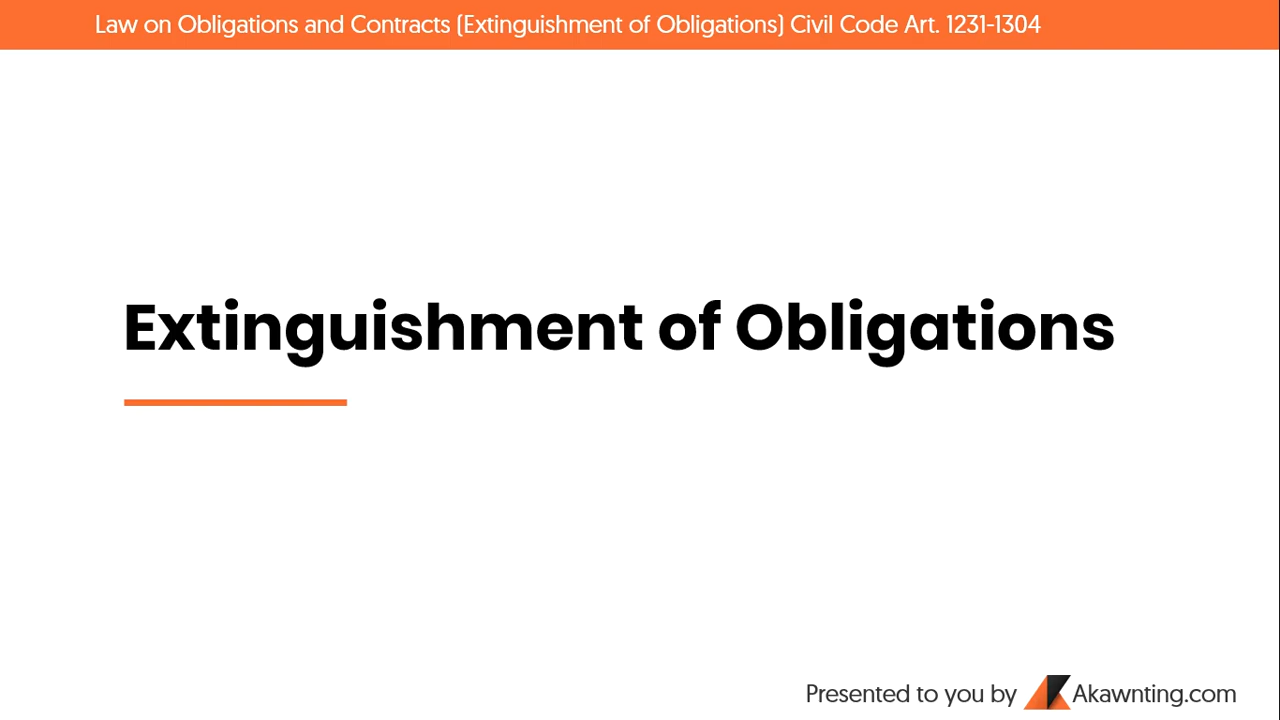 Law on Obligations and Contracts (Extinguishment of Obligations) Civil Code Art. 1231-1304
Extinguishment of Obligations
Presented to you by Akawnting.com